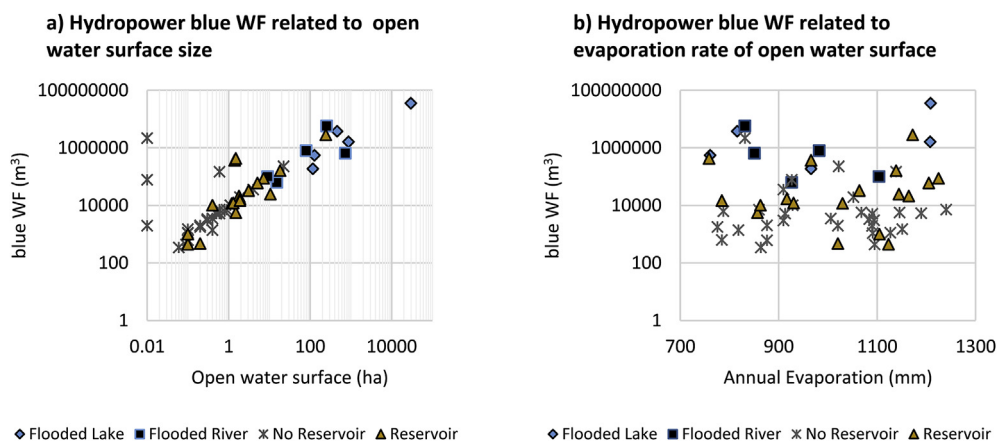 a) Hydropower blue WF related to open
water surface size
100000000
1000000
10000
100
1
blue WF (m³)
0.01 1 100 10000
Open water surface (ha)
Flooded Lake Flooded River No Reservoir Reservoir
b) Hydropower blue WF related to
evaporation rate of open water surface
100000000
1000000
10000
100
1
blue WF (m³)
700 900 1100 1300
Annual Evaporation (mm)
Flooded Lake Flooded River No Reservoir Reservoir